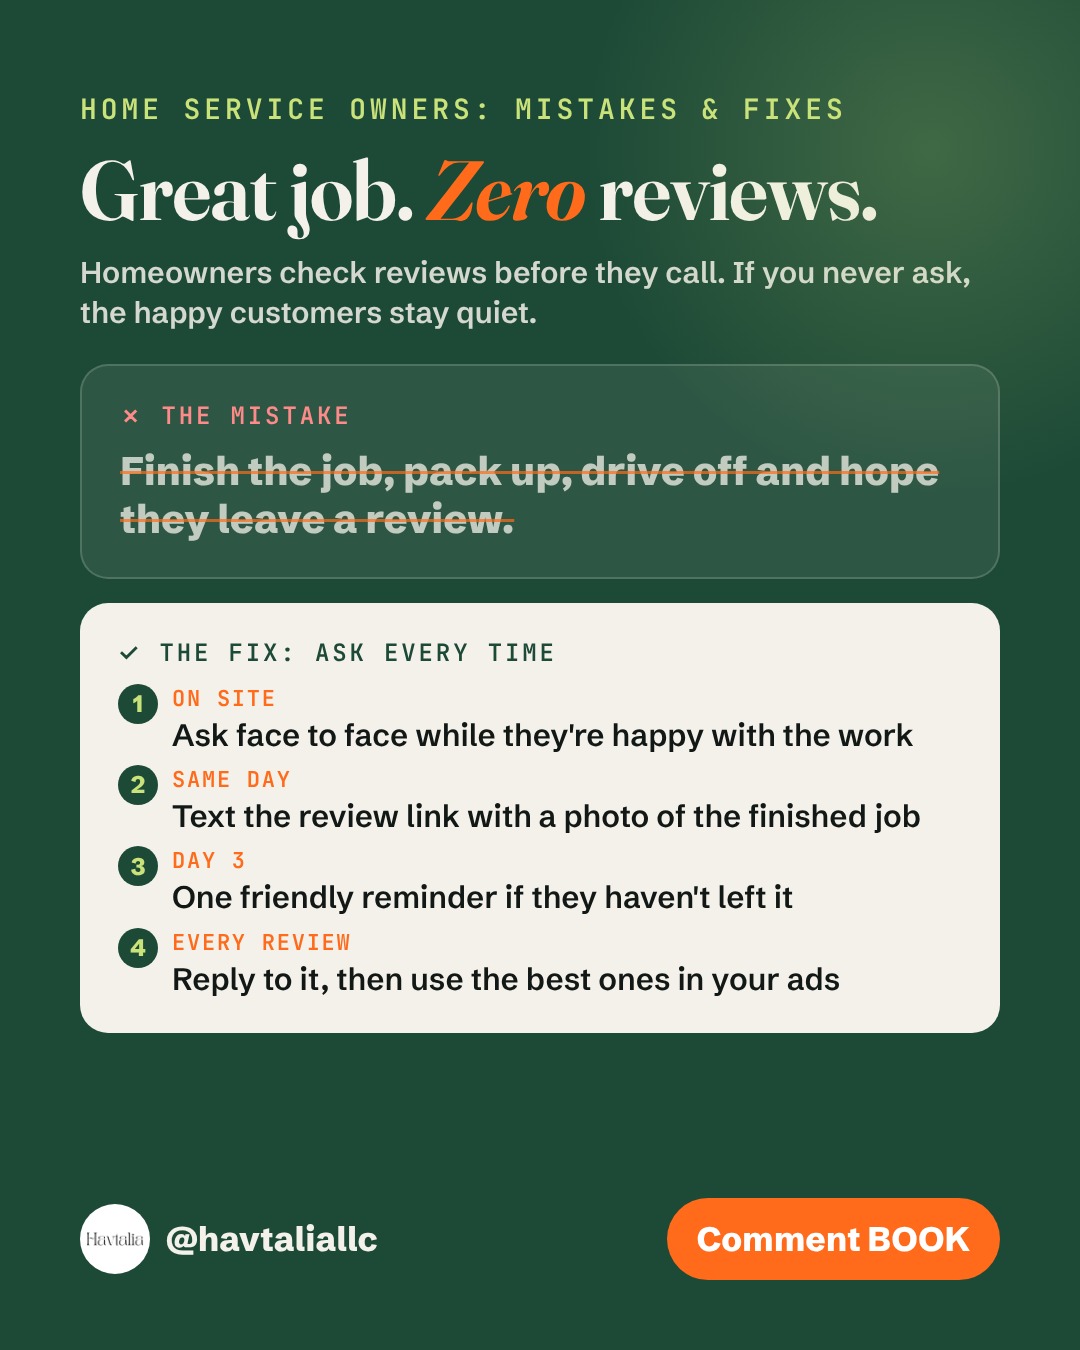 HOME SERVICE OWNERS: MISTAKES & FIXES
Great job. Zero reviews.
Homeowners check reviews before they call. If you never ask,
the happy customers stay quiet.
× THE MISTAKE
Finish the job, pack up, drive off and hope
they leave a review.
✓ THE FIX: ASK EVERY TIME
1 ON SITE
Ask face to face while they're happy with the work
2 SAME DAY
Text the review link with a photo of the finished job
3 DAY 3
One friendly reminder if they haven't left it
4 EVERY REVIEW
Reply to it, then use the best ones in your ads
Havtalia
@havtaliallc
Comment BOOK